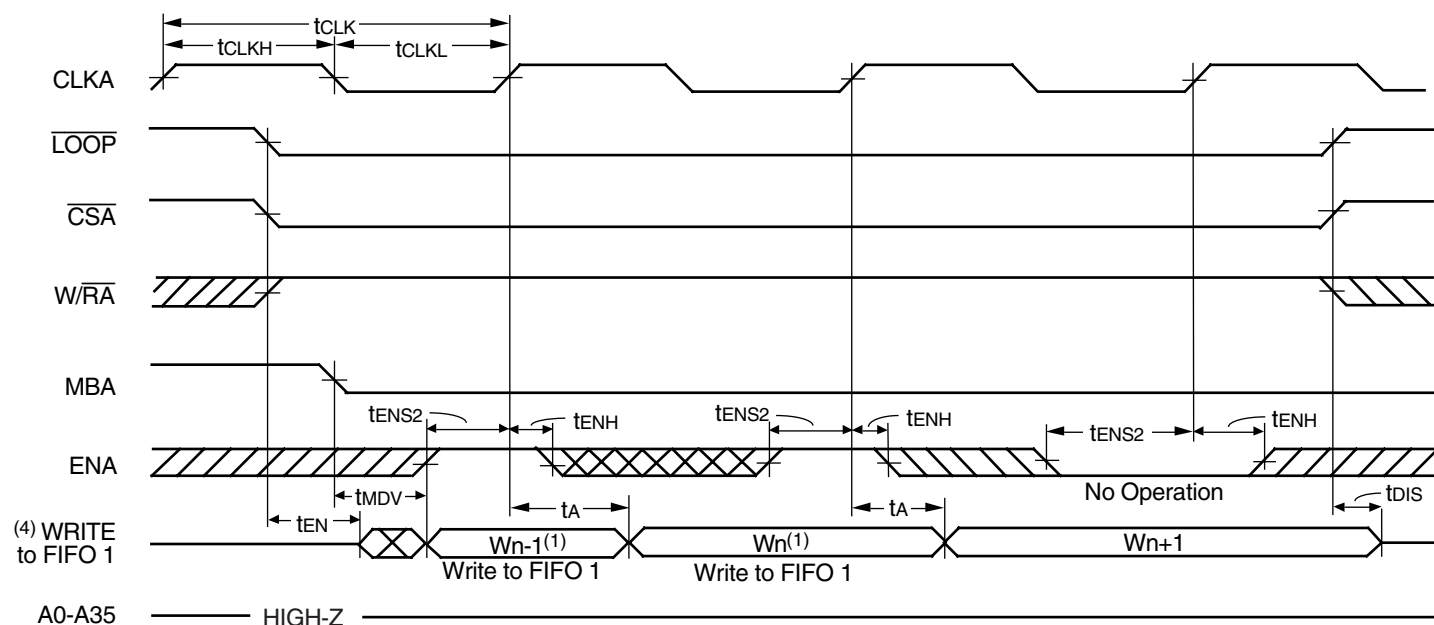 tCLK
tCLKH
tCLKL
CLKA
LOOP
CSA
W/RA
MBA
tENS2
tENH
tENS2
tENH
tENS2
tENH
ENA
No Operation
tMDV
tEN
tA
tA
tDIS
(4) WRITE
to FIFO 1
Wn-1(1)
Wn(1)
Wn+1
Write to FIFO 1
Write to FIFO 1
A0-A35
HIGH-Z